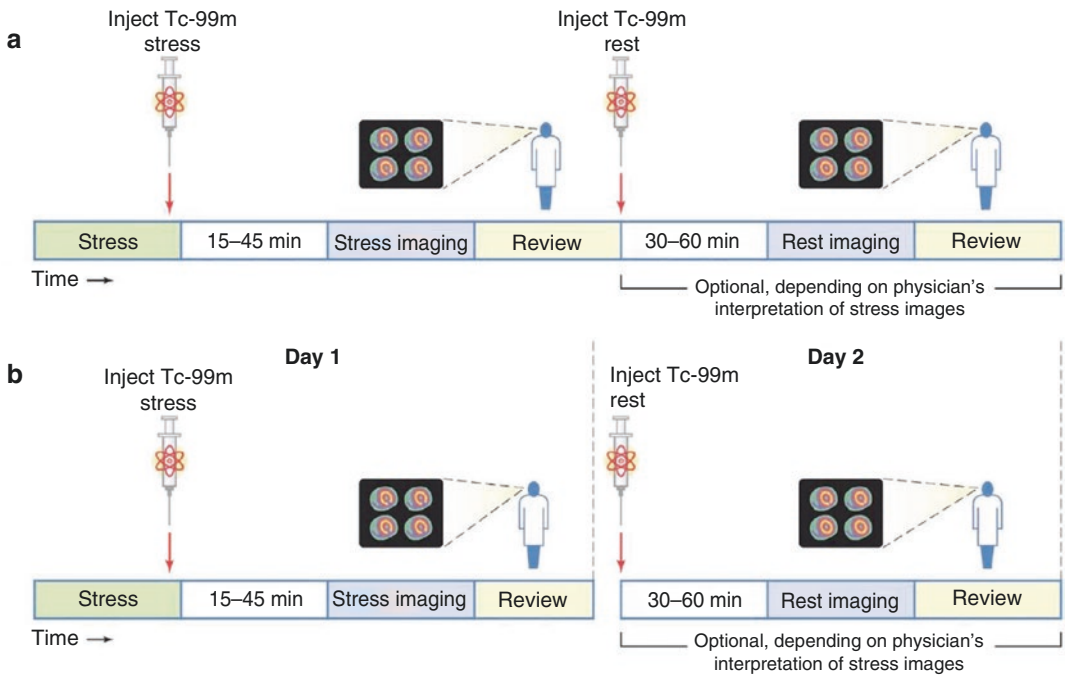 a
Inject Tc-99m
stress
Inject Tc-99m
rest
Stress
15–45 min
Stress imaging
Review
30–60 min
Rest imaging
Review
Time
Optional, depending on physician's
interpretation of stress images
b
Day 1
Day 2
Inject Tc-99m
stress
Inject Tc-99m
rest
Stress
15–45 min
Stress imaging
Review
30–60 min
Rest imaging
Review
Time
Optional, depending on physician's
interpretation of stress images